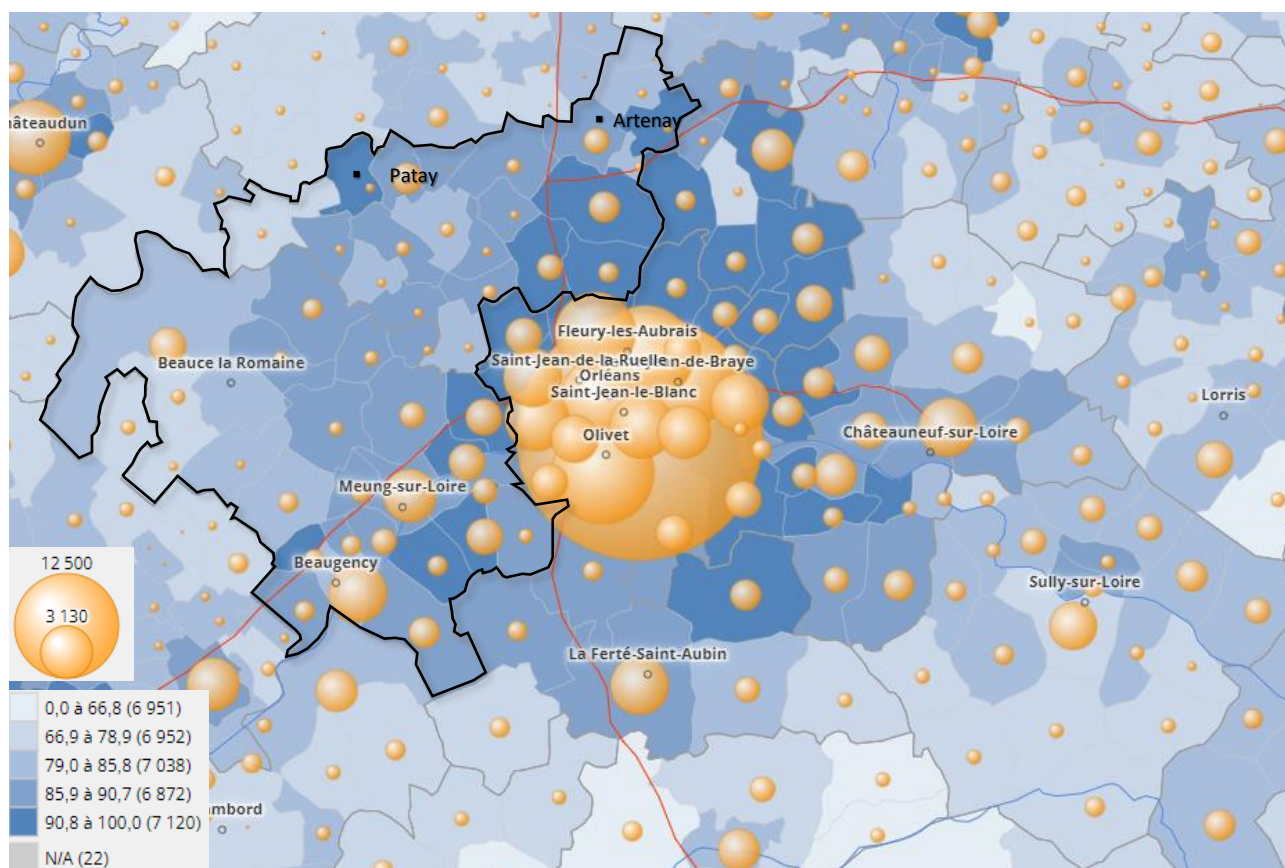 Artenay
âteaudun
Patay
Fleury-les-Aubrais
Saint-Jean-de-la-Ruelle
n-de-Braye
Orléans
Saint-Jean-le-Blanc
Beauce la Romaine
Lorris
Olivet
Châteauneuf-sur-Loire
Meung-sur-Loire
Beaugency
Sully-sur-Loire
12 500
3 130
La Ferté-Saint-Aubin
0,0 à 66,8 (6 951)
66,9 à 78,9 (6 952)
79,0 à 85,8 (7 038)
85,9 à 90,7 (6 872)
90,8 à 100,0 (7 120)
N/A (22)
ambord